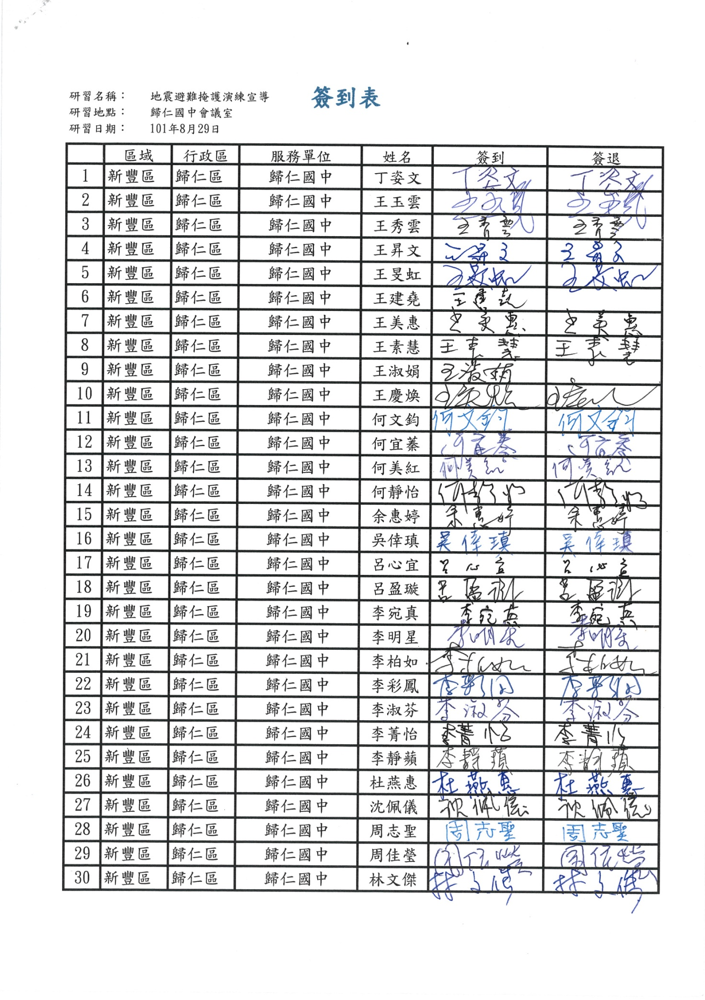 簽到表
研習名稱： 地震避難掩護演練宣導
研習地點： 歸仁國中會議室
研習日期： 101年8月29日
區域 行政區 服務單位 姓名 簽到 簽退
1 新豐區 歸仁區 歸仁國中 丁姿文 丁姿文 丁姿文
2 新豐區 歸仁區 歸仁國中 王玉雲 王玉雲 王玉雲
3 新豐區 歸仁區 歸仁國中 王秀雲 王秀雲 王秀雲
4 新豐區 歸仁區 歸仁國中 王昇文 王昇文 王昇文
5 新豐區 歸仁區 歸仁國中 王旻虹 王旻虹 王旻虹
6 新豐區 歸仁區 歸仁國中 王建堯 王建堯
7 新豐區 歸仁區 歸仁國中 王美惠 王美惠 王美惠
8 新豐區 歸仁區 歸仁國中 王素慧 王素慧 王素慧
9 新豐區 歸仁區 歸仁國中 王淑娟 王淑娟
10 新豐區 歸仁區 歸仁國中 王慶煥
11 新豐區 歸仁區 歸仁國中 何文鈞 何文鈞 何文鈞
12 新豐區 歸仁區 歸仁國中 何宜蓁 何宜蓁 何宜蓁
13 新豐區 歸仁區 歸仁國中 何美紅 何美紅 何美紅
14 新豐區 歸仁區 歸仁國中 何靜怡 何靜怡 何靜怡
15 新豐區 歸仁區 歸仁國中 余惠婷 余惠婷 余惠婷
16 新豐區 歸仁區 歸仁國中 吳倖瑱 吳倖瑱 吳倖瑱
17 新豐區 歸仁區 歸仁國中 呂心宜 呂心宜 呂心宜
18 新豐區 歸仁區 歸仁國中 呂盈璇 呂盈璇 呂盈璇
19 新豐區 歸仁區 歸仁國中 李宛真 李宛真 李宛真
20 新豐區 歸仁區 歸仁國中 李明星 李明星 李明星
21 新豐區 歸仁區 歸仁國中 李柏如 李柏如 李柏如
22 新豐區 歸仁區 歸仁國中 李彩鳳 李彩鳳 李彩鳳
23 新豐區 歸仁區 歸仁國中 李淑芬 李淑芬 李淑芬
24 新豐區 歸仁區 歸仁國中 李菁怡 李菁怡 李菁怡
25 新豐區 歸仁區 歸仁國中 李靜蘋 李靜蘋 李靜蘋
26 新豐區 歸仁區 歸仁國中 杜燕惠 杜燕惠 杜燕惠
27 新豐區 歸仁區 歸仁國中 沈佩儀 沈佩儀 沈佩儀
28 新豐區 歸仁區 歸仁國中 周志聖 周志聖 周志聖
29 新豐區 歸仁區 歸仁國中 周佳瑩 周佳瑩 周佳瑩
30 新豐區 歸仁區 歸仁國中 林文傑 林文傑 林文傑